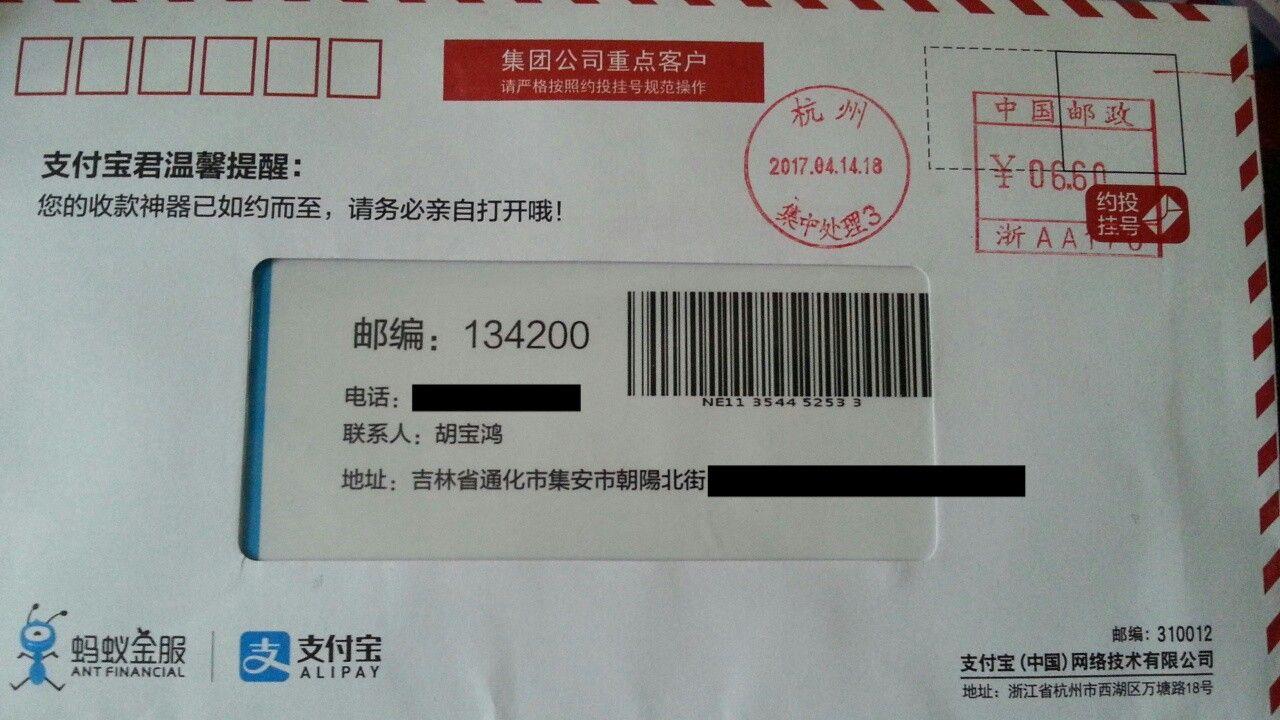 集团公司重点客户
请严格按照约投挂号规范操作
杭州
2017.04.14.18
集中处理3
中国邮政
¥ 06.60
约投
挂号
浙AA1
支付宝君温馨提醒：
您的收款神器已如约而至，请务必亲自打开哦！
邮编：134200
NE11 3544 5253 3
电话：
联系人：胡宝鸿
地址：吉林省通化市集安市朝陽北街
蚂蚁金服
ANT FINANCIAL
支
支付宝
ALIPAY
邮编：310012
支付宝（中国）网络技术有限公司
地址：浙江省杭州市西湖区万塘路18号